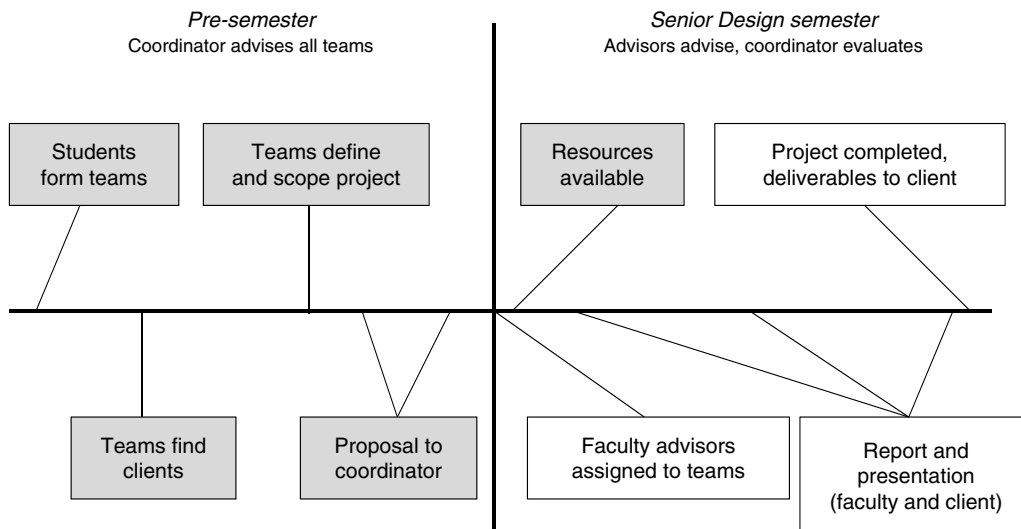 Pre-semester
Coordinator advises all teams
Senior Design semester
Advisors advise, coordinator evaluates
Students
form teams
Teams define
and scope project
Resources
available
Project completed,
deliverables to client
Teams find
clients
Proposal to
coordinator
Faculty advisors
assigned to teams
Report and
presentation
(faculty and client)